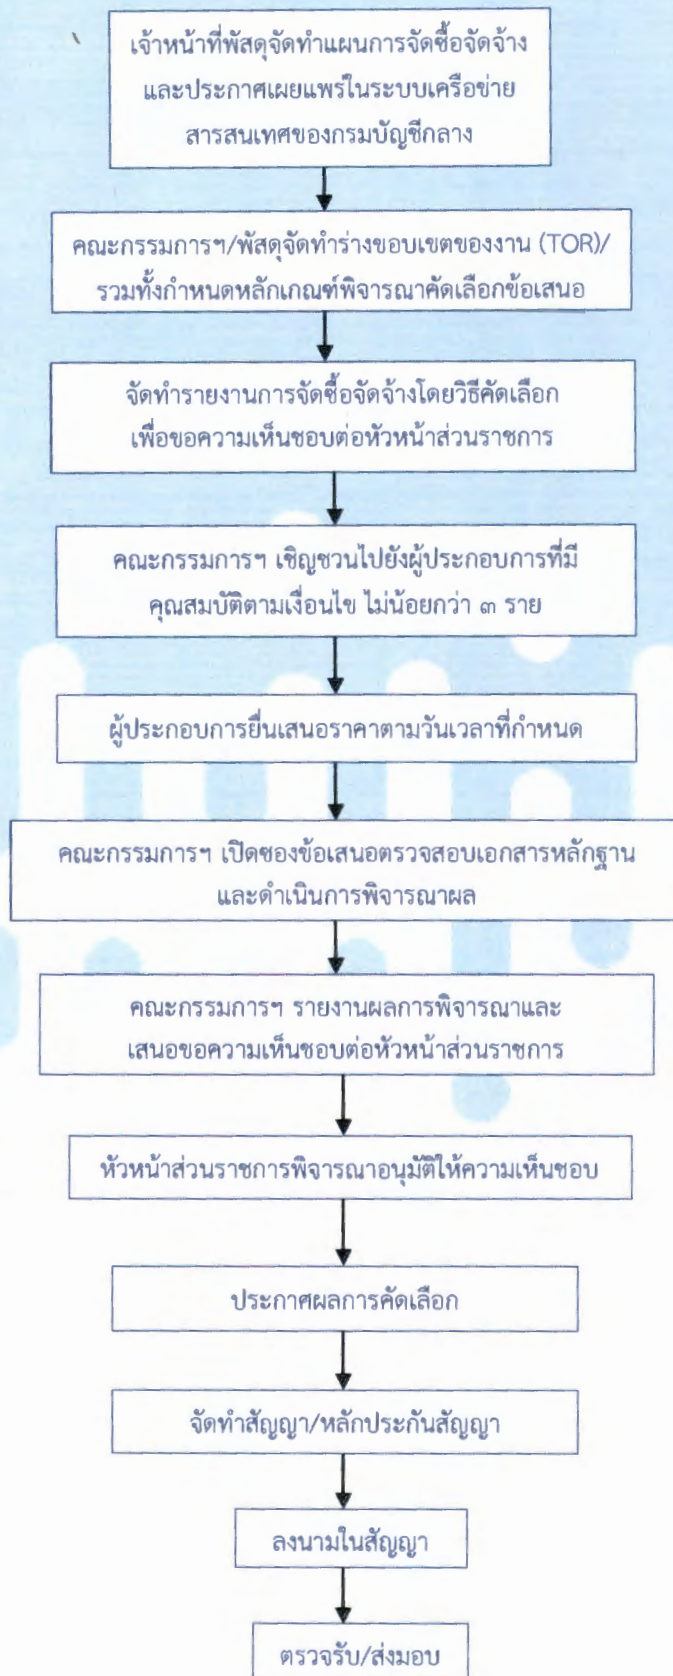 เจ้าหน้าที่พัสดุจัดทำแผนการจัดซื้อจัดจ้าง
และประกาศเผยแพร่ในระบบเครือข่าย
สารสนเทศของกรมบัญชีกลาง
คณะกรรมการฯ/พัสดุจัดทำร่างขอบเขตของงาน (TOR)/
รวมทั้งกำหนดหลักเกณฑ์พิจารณาคัดเลือกข้อเสนอ
จัดทำรายงานการจัดซื้อจัดจ้างโดยวิธีคัดเลือก
เพื่อขอความเห็นชอบต่อหัวหน้าส่วนราชการ
คณะกรรมการฯ เชิญชวนไปยังผู้ประกอบการที่มี
คุณสมบัติตามเงื่อนไข ไม่น้อยกว่า ๓ ราย
ผู้ประกอบการยื่นเสนอราคาตามวันเวลาที่กำหนด
คณะกรรมการฯ เปิดซองข้อเสนอตรวจสอบเอกสารหลักฐาน
และดำเนินการพิจารณาผล
คณะกรรมการฯ รายงานผลการพิจารณาและ
เสนอขอความเห็นชอบต่อหัวหน้าส่วนราชการ
หัวหน้าส่วนราชการพิจารณาอนุมัติให้ความเห็นชอบ
ประกาศผลการคัดเลือก
จัดทำสัญญา/หลักประกันสัญญา
ลงนามในสัญญา
ตรวจรับ/ส่งมอบ